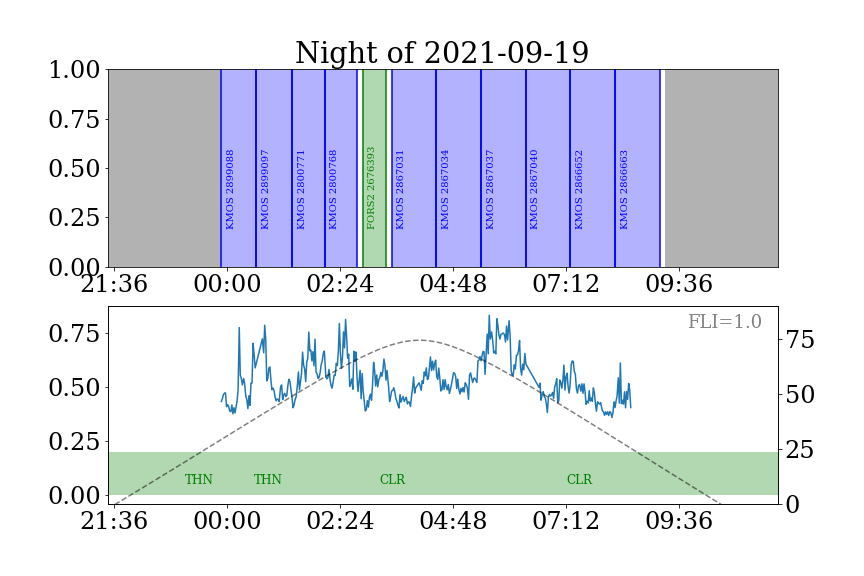 Night of 2021-09-19
1.00
0.75
0.50
0.25
0.00
KMOS 2899088
KMOS 2899097
KMOS 2800771
KMOS 2800768
FORS2 2676393
KMOS 2867031
KMOS 2867034
KMOS 2867037
KMOS 2867040
KMOS 2866652
KMOS 2866663
21:36 00:00 02:24 04:48 07:12 09:36
FLI=1.0
0.75
0.50
0.25
0.00
75
50
25
0
THN THN CLR CLR
21:36 00:00 02:24 04:48 07:12 09:36